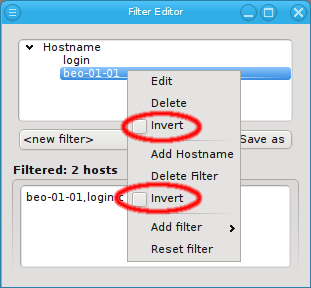 Filter Editor
Hostname
login
beo-01-01
Edit
Delete
Invert
Add Hostname
Delete Filter
Invert
Add filter
Reset filter
<new filter>
Save as
Filtered: 2 hosts
beo-01-01,login